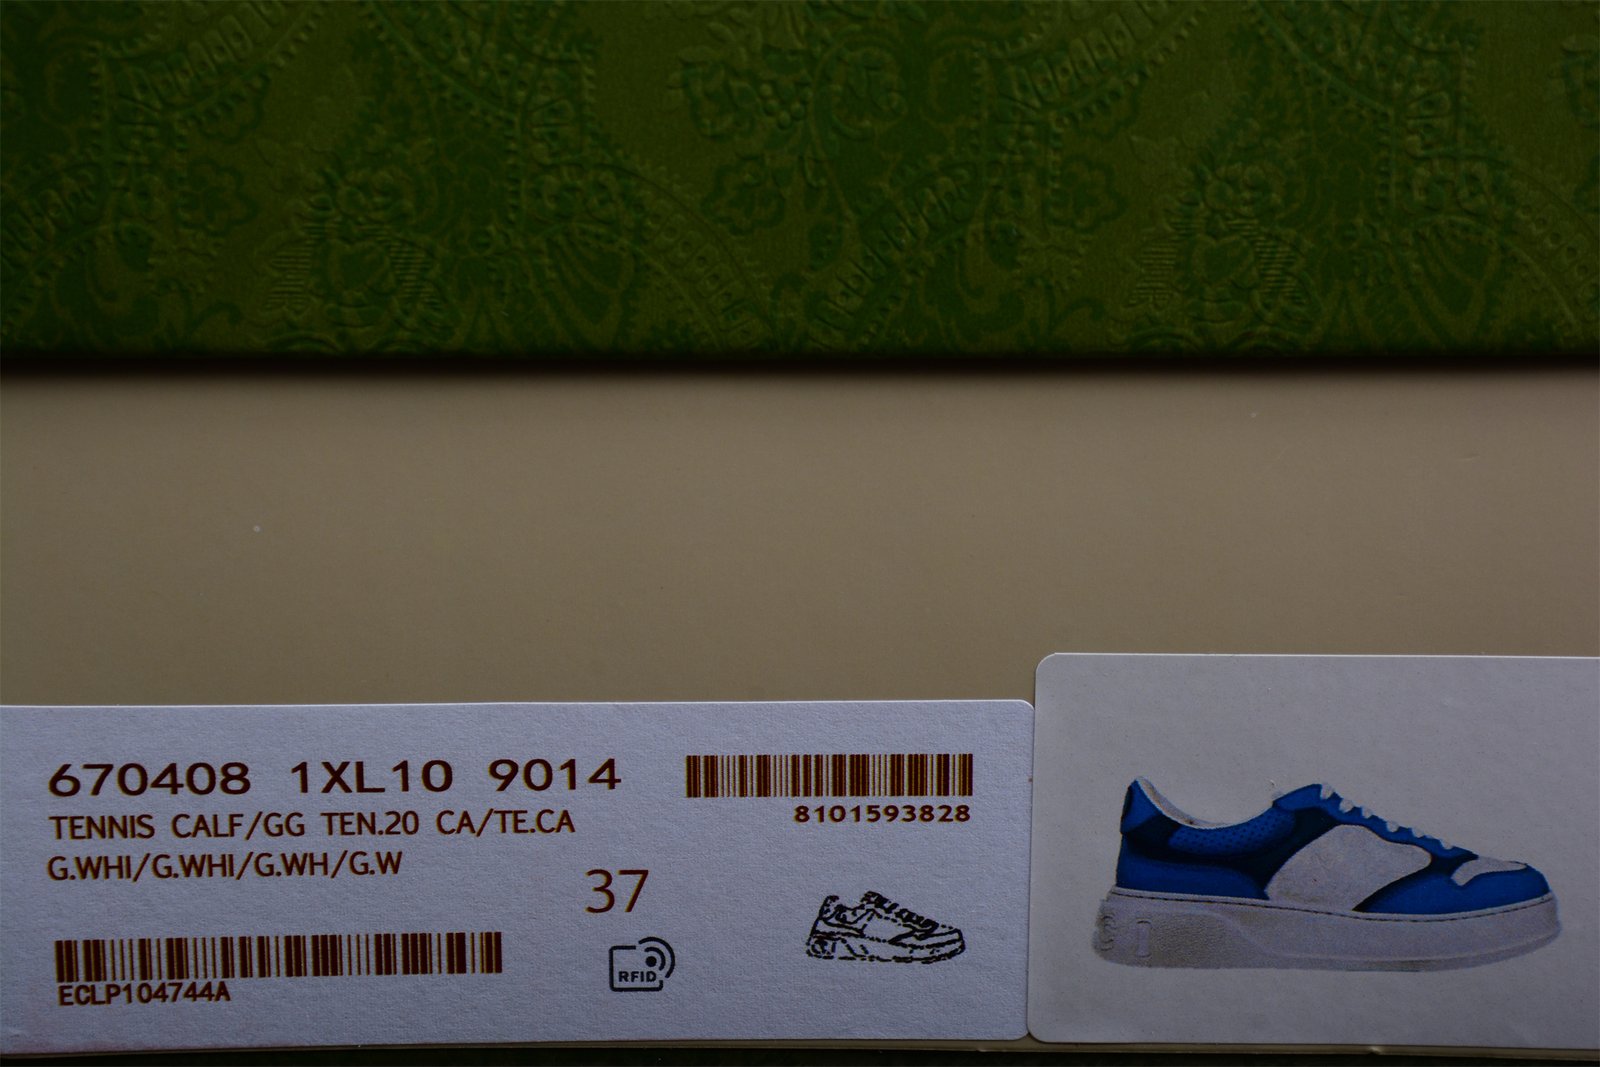 670408 1XL10 9014
TENNIS CALF/GG TEN.20 CA/TE.CA
G.WHI/G.WHI/G.WH/G.W
8101593828
37
RFID
ECLP104744A